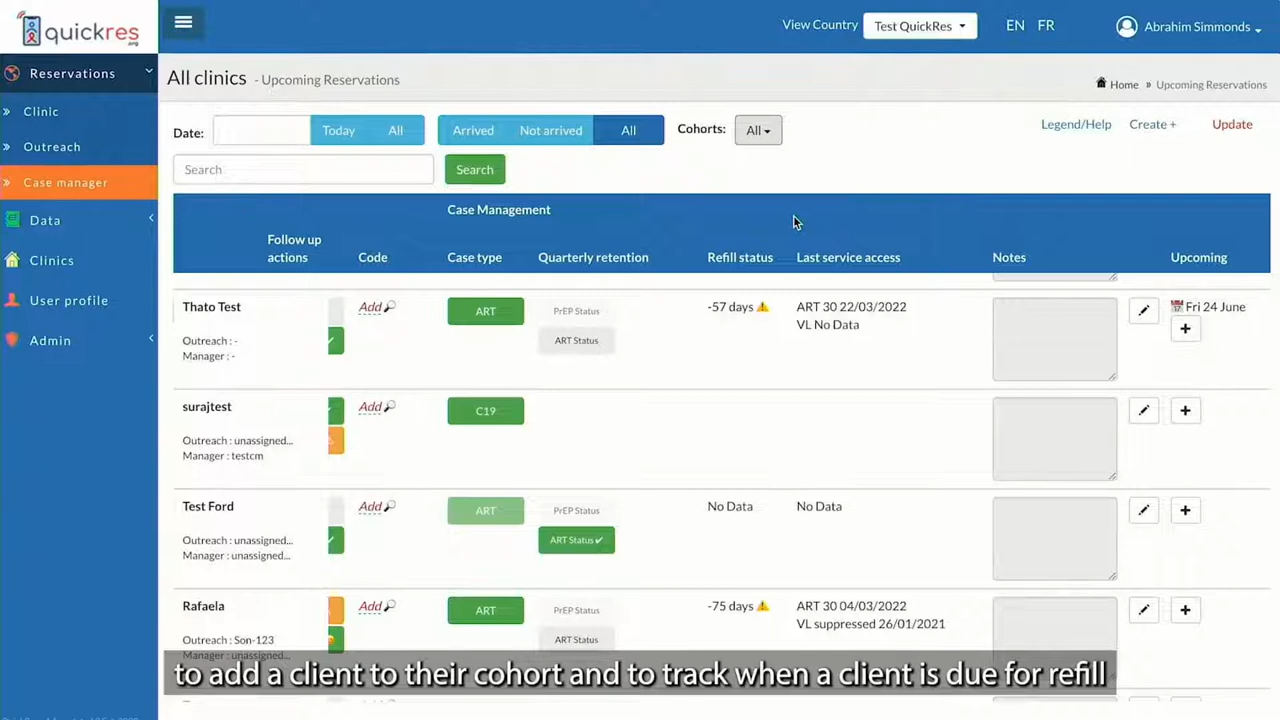 quickres
.org
View Country
Test QuickRes
EN FR
Abrahim Simmonds
Reservations
Clinic
Outreach
Case manager
Data
Clinics
User profile
Admin
All clinics - Upcoming Reservations
Home » Upcoming Reservations
Date:
Today
All
Arrived
Not arrived
All
Cohorts:
All
Legend/Help
Create +
Update
Search
Search
Case Management
Follow up
actions
Code
Case type
Quarterly retention
Refill status
Last service access
Notes
Upcoming
Thato Test
Outreach : -
Manager : -
Add
ART
PrEP Status
ART Status
-57 days
ART 30 22/03/2022
VL No Data
Fri 24 June
surajtest
Outreach : unassigned...
Manager : testcm
Add
C19
Test Ford
Outreach : unassigned...
Manager : unassigned...
Add
ART
PrEP Status
ART Status ✔
No Data
No Data
Rafaela
Outreach : Son-123
Add
ART
PrEP Status
ART Status
-75 days
ART 30 04/03/2022
VL suppressed 26/01/2021
to add a client to their cohort and to track when a client is due for refill